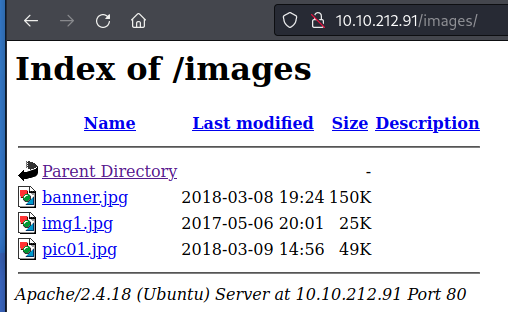 10.10.212.91/images/
Index of /images
Name Last modified Size Description
Parent Directory -
banner.jpg 2018-03-08 19:24 150K
img1.jpg 2017-05-06 20:01 25K
pic01.jpg 2018-03-09 14:56 49K
Apache/2.4.18 (Ubuntu) Server at 10.10.212.91 Port 80